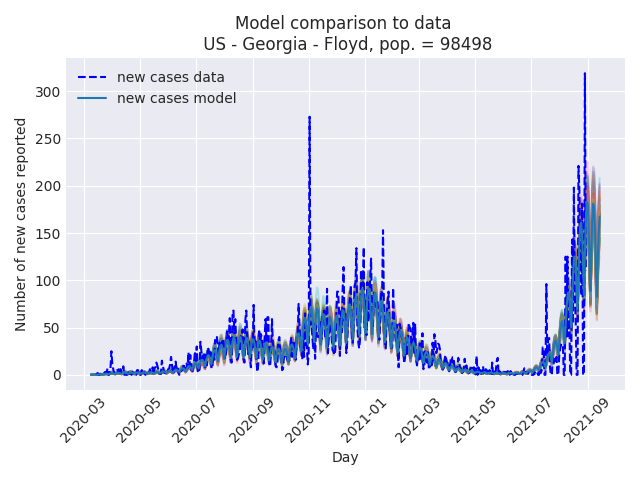 Model comparison to data
US - Georgia - Floyd, pop. = 98498
new cases data
new cases model
Number of new cases reported
300
250
200
150
100
50
0
2020-03
2020-05
2020-07
2020-09
2020-11
2021-01
2021-03
2021-05
2021-07
2021-09
Day